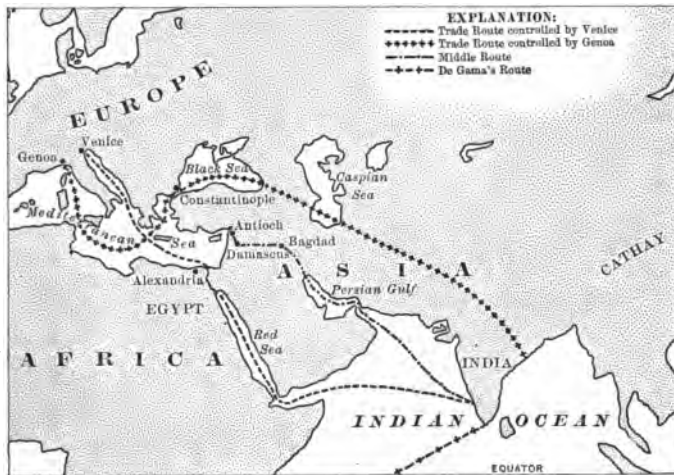 EXPLANATION:
Trade Route controlled by Venice
Trade Route controlled by Genoa
Middle Route
De Gama's Route
EUROPE
Venice
Genoa
Black Sea
Caspian
Sea
Constantinople
Mediterranean
Sea
Antioch
Bagdad
Damascus
ASIA
CATHAY
Alexandria
EGYPT
Persian Gulf
Red
Sea
AFRICA
INDIA
INDIAN OCEAN
EQUATOR